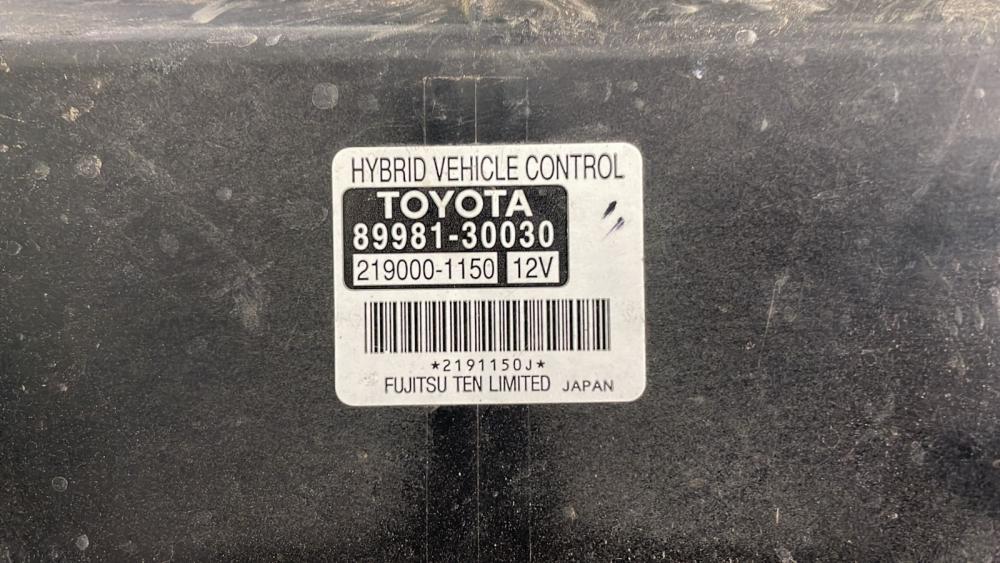 HYBRID VEHICLE CONTROL
TOYOTA
89981-30030
219000-1150 12V
*2191150J*
FUJITSU TEN LIMITED JAPAN